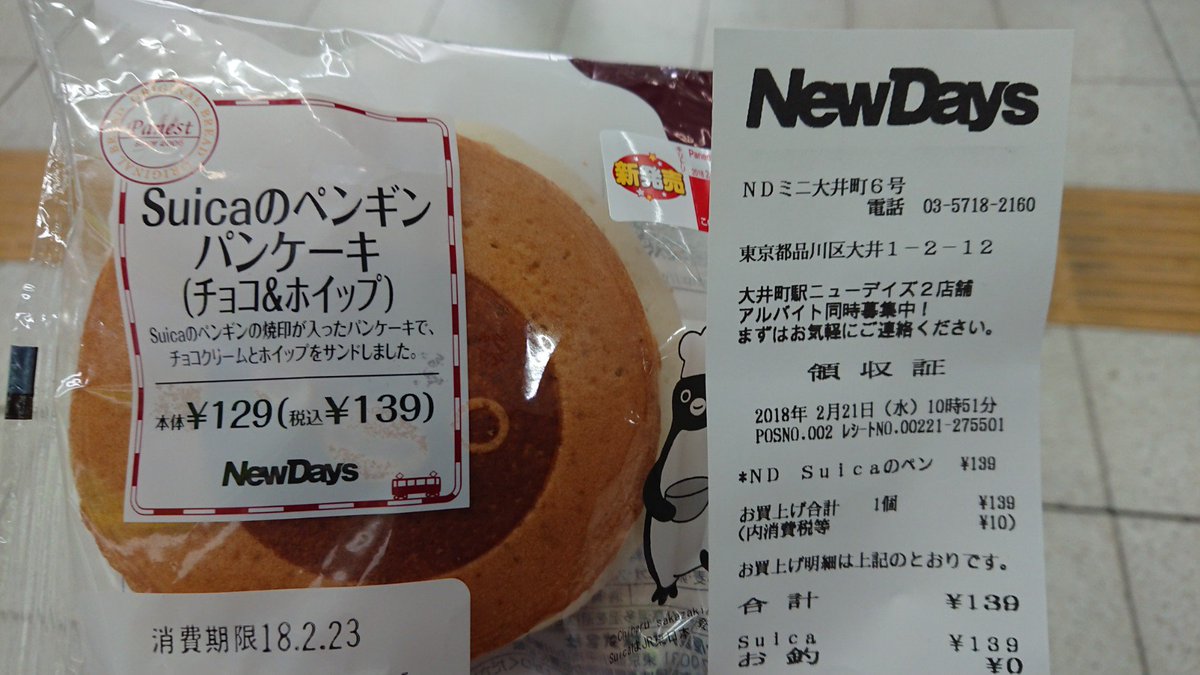 Panest
Suicaのペンギン
パンケーキ
(チョコ&ホイップ)
Suicaのペンギンの焼印が入ったパンケーキで、
チョコクリームとホイップをサンドしました。
本体¥129(税込¥139)
NewDays
新発売
消費期限18.2.23
Chiharu Sakazaki
NewDays
NDミニ大井町6号
電話 03-5718-2160
東京都品川区大井1-2-12
大井町駅ニューデイズ2店舗
アルバイト同時募集中!
まずはお気軽にご連絡ください。
領収証
2018年 2月21日(水)10時51分
POSNO.002 レシートNO.00221-275501
*ND Suicaのペン ¥139
お買上げ合計 1個 ¥139
(内消費税等 ¥10)
お買上げ明細は上記のとおりです。
合計 ¥139
Suica ¥139
お釣 ¥0